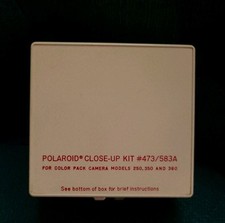 POLAROID® CLOSE-UP KIT #473/583A
FOR COLOR PACK CAMERA MODELS 250, 350 AND 360
See bottom of box for brief instructions